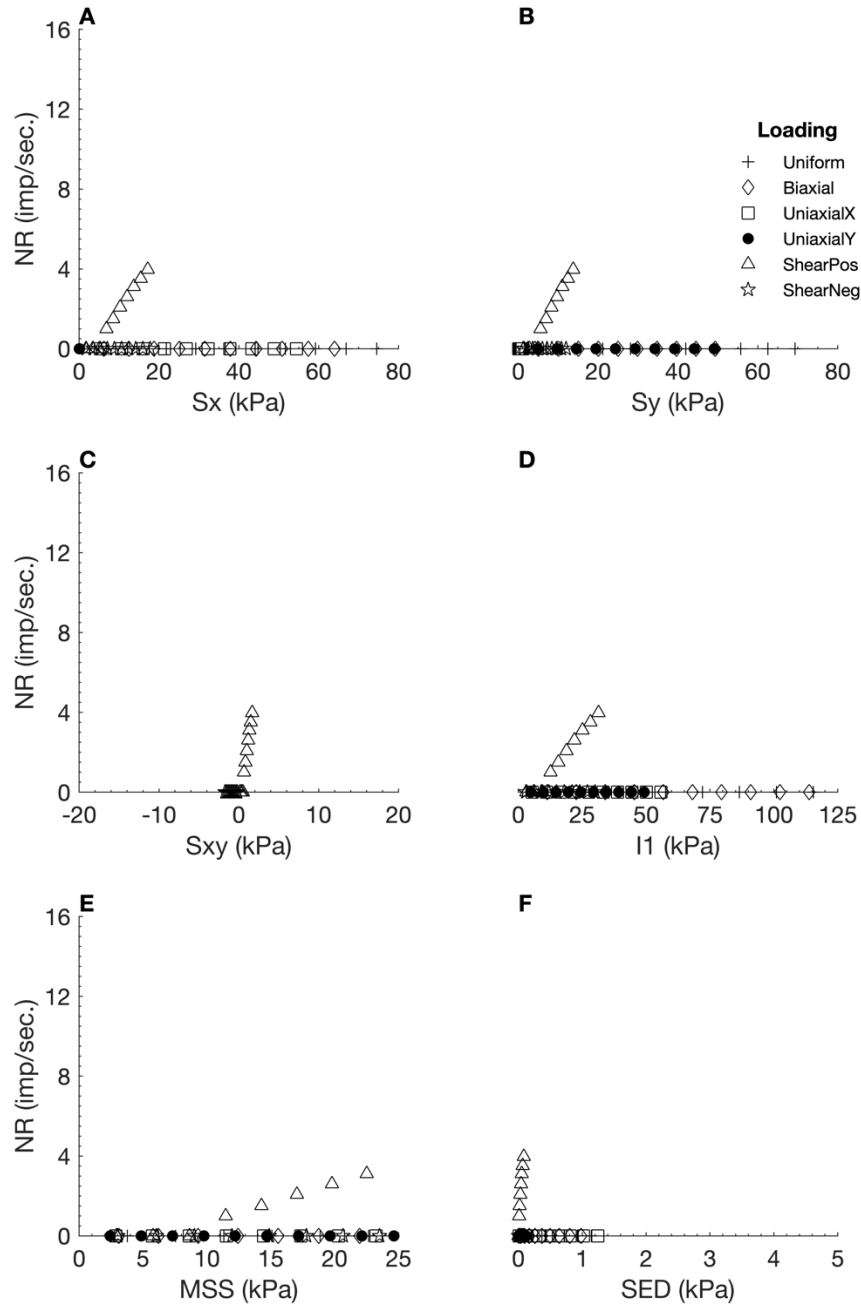 A
B
16
12
8
4
0
NR (imp/sec.)
0 20 40 60 80
Sx (kPa)
0 20 40 60 80
Sy (kPa)
Loading
Uniform
Biaxial
UniaxialX
UniaxialY
ShearPos
ShearNeg
C
D
16
12
8
4
0
NR (imp/sec.)
-20 -10 0 10 20
Sxy (kPa)
0 25 50 75 100 125
I1 (kPa)
E
F
16
12
8
4
0
NR (imp/sec.)
0 5 10 15 20 25
MSS (kPa)
0 1 2 3 4 5
SED (kPa)